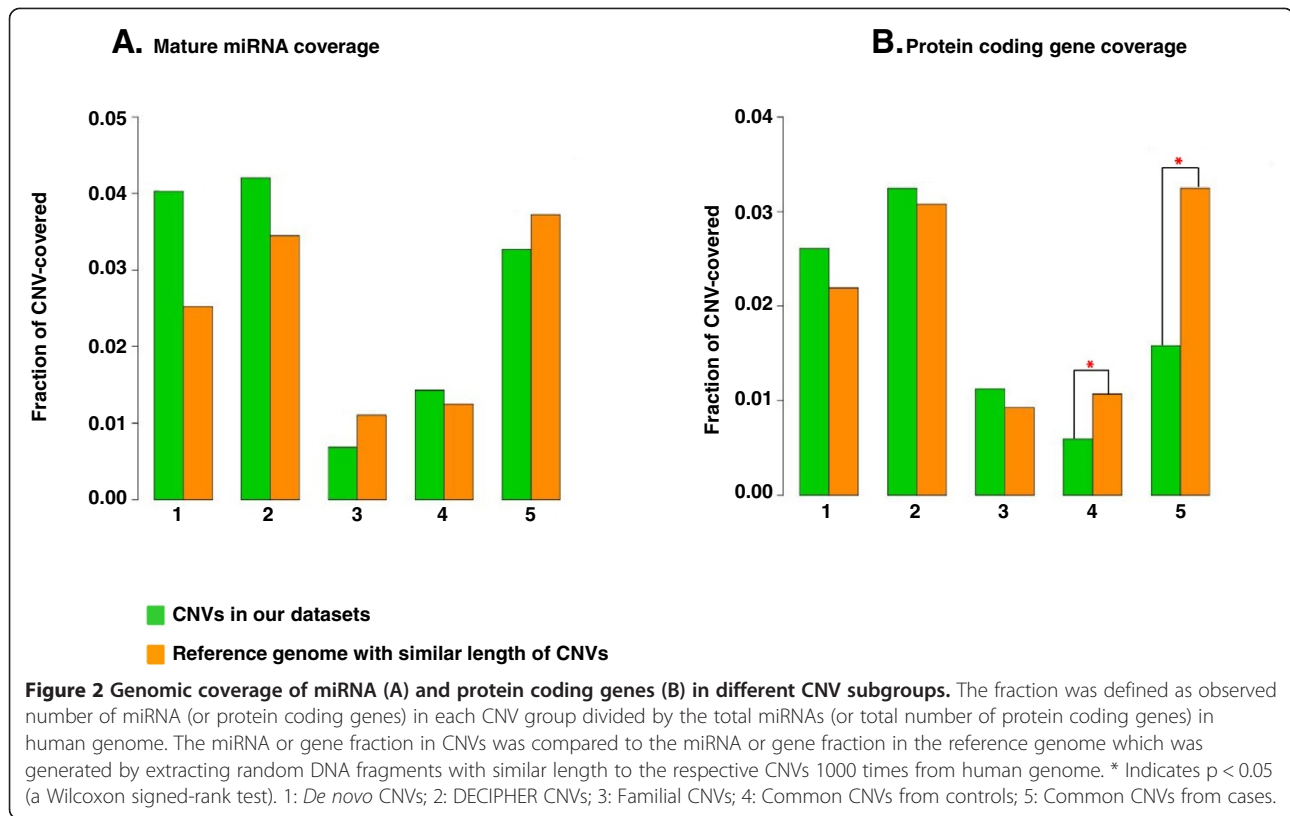 A. Mature miRNA coverage
B. Protein coding gene coverage
Fraction of CNV-covered
0.05
0.04
0.03
0.02
0.01
0.00
1 2 3 4 5
Fraction of CNV-covered
0.04
0.03
0.02
0.01
0.00
*
*
1 2 3 4 5
CNVs in our datasets
Reference genome with similar length of CNVs
Figure 2 Genomic coverage of miRNA (A) and protein coding genes (B) in different CNV subgroups. The fraction was defined as observed
number of miRNA (or protein coding genes) in each CNV group divided by the total miRNAs (or total number of protein coding genes) in
human genome. The miRNA or gene fraction in CNVs was compared to the miRNA or gene fraction in the reference genome which was
generated by extracting random DNA fragments with similar length to the respective CNVs 1000 times from human genome. * Indicates p < 0.05
(a Wilcoxon signed-rank test). 1: De novo CNVs; 2: DECIPHER CNVs; 3: Familial CNVs; 4: Common CNVs from controls; 5: Common CNVs from cases.